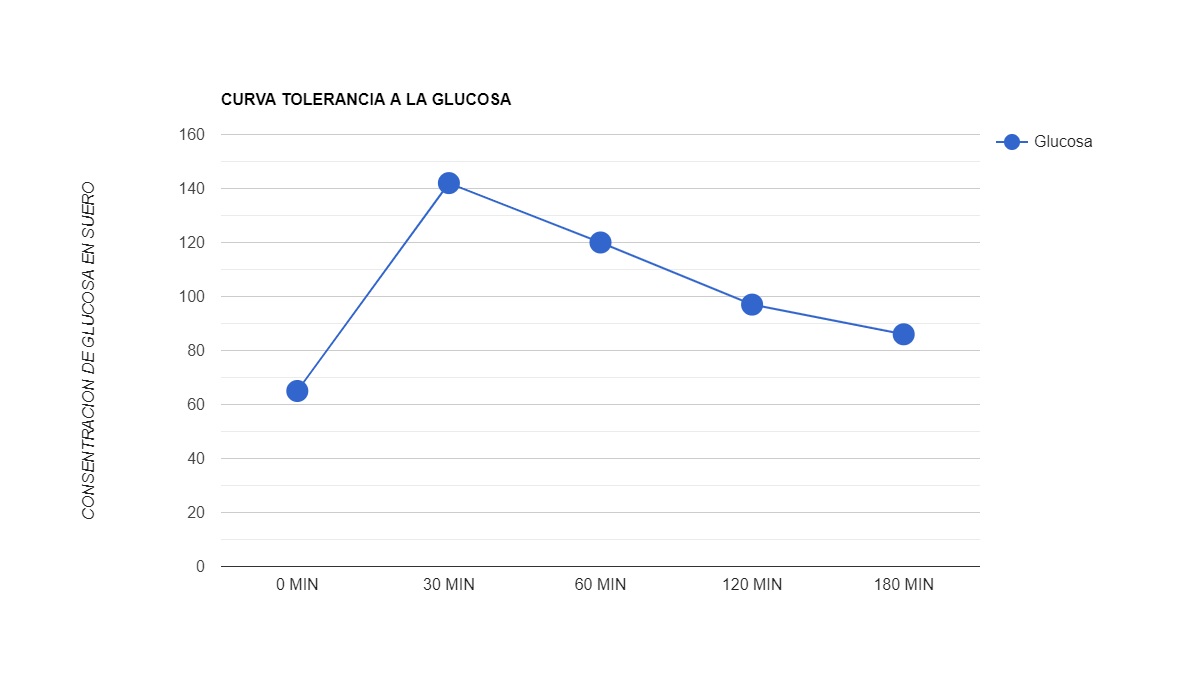 CURVA TOLERANCIA A LA GLUCOSA
Glucosa
CONSENTRACION DE GLUCOSA EN SUERO
160
140
120
100
80
60
40
20
0
0 MIN
30 MIN
60 MIN
120 MIN
180 MIN